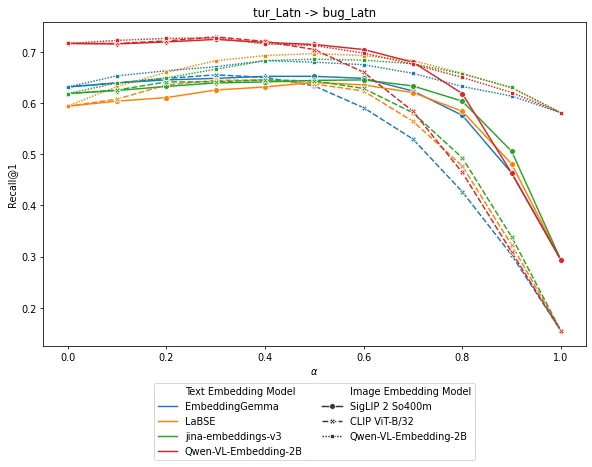 tur_Latn -> bug_Latn
Recall@1
0.7
0.6
0.5
0.4
0.3
0.2
0.0 0.2 0.4 0.6 0.8 1.0
α
Text Embedding Model Image Embedding Model
EmbeddingGemma SigLIP 2 So400m
LaBSE CLIP ViT-B/32
jina-embeddings-v3 Qwen-VL-Embedding-2B
Qwen-VL-Embedding-2B